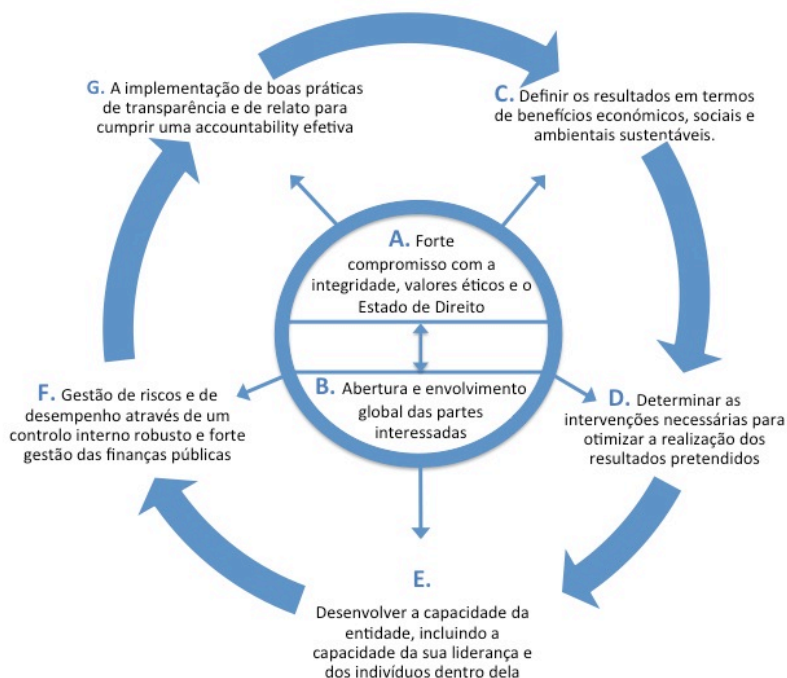 G. A implementação de boas práticas
de transparência e de relato para
cumprir uma accountability efetiva
C. Definir os resultados em termos
de benefícios económicos, sociais e
ambientais sustentáveis.
A. Forte
compromisso com a
integridade, valores éticos e o
Estado de Direito
B. Abertura e envolvimento
global das partes
interessadas
F. Gestão de riscos e de
desempenho através de um
controlo interno robusto e forte
gestão das finanças públicas
D. Determinar as
intervenções necessárias para
otimizar a realização dos
resultados pretendidos
E.
Desenvolver a capacidade da
entidade, incluindo a
capacidade da sua liderança e
dos indivíduos dentro dela